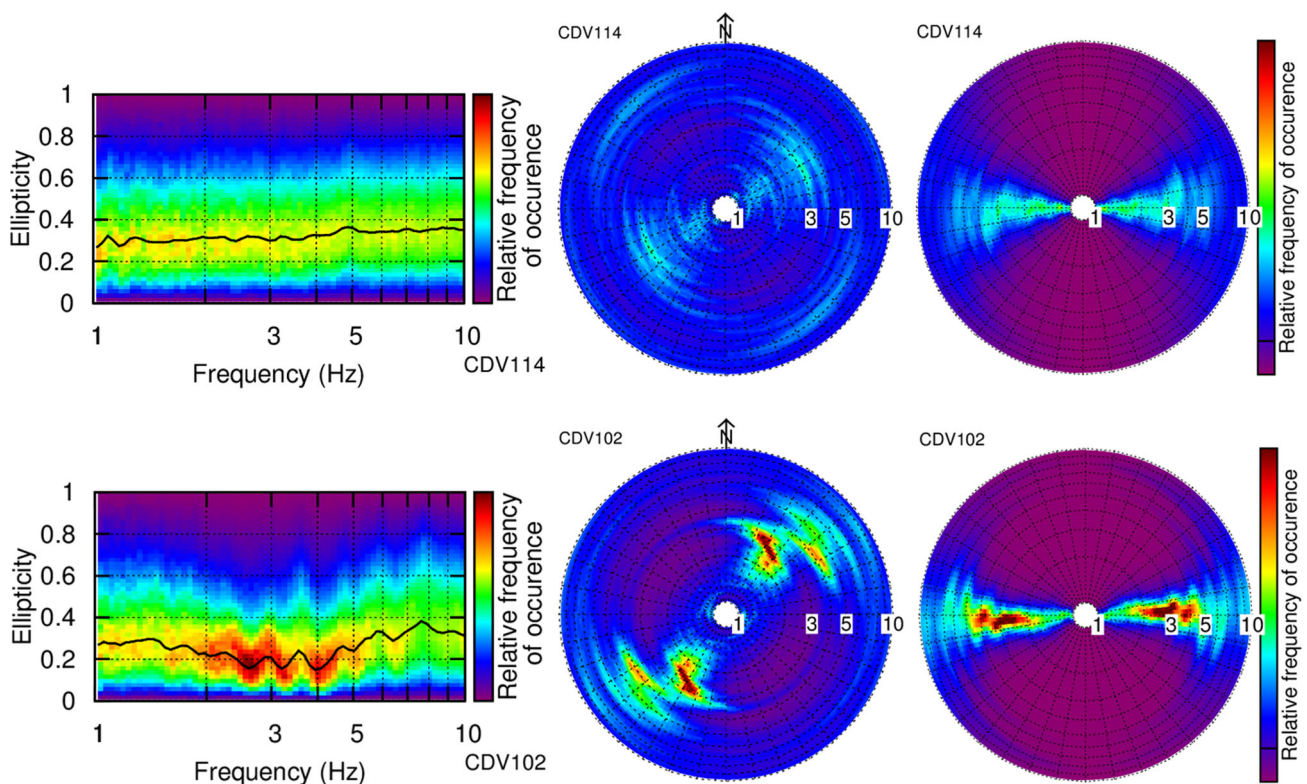 1
0.8
0.6
0.4
0.2
0
Ellipticity
1
3
5
10
Frequency (Hz)
CDV114
Relative frequency
of occurence
CDV114
N
1
3
5
10
CDV114
1
3
5
10
Relative frequency of occurrence
1
0.8
0.6
0.4
0.2
0
Ellipticity
1
3
5
10
Frequency (Hz)
CDV102
Relative frequency
of occurrence
CDV102
N
1
3
5
10
CDV102
1
3
5
10
Relative frequency of occurrence